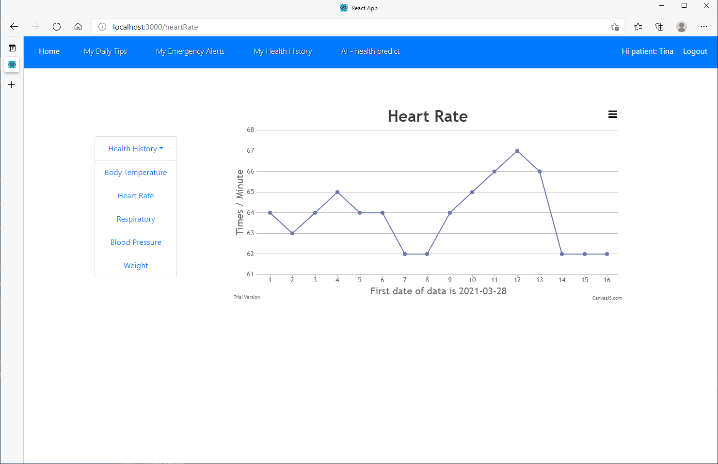 React App
localhost:3000/heartRate
Home My Daily Tips My Emergency Alerts My Health History AI - health predict Hi patient: Tina Logout
Heart Rate
Health History
Body Temperature
Heart Rate
Respiratory
Blood Pressure
Weight
Times / Minute
68
67
66
65
64
63
62
61
1 2 3 4 5 6 7 8 9 10 11 12 13 14 15 16
First date of data is 2021-03-28
Trial Version CanvasJS.com